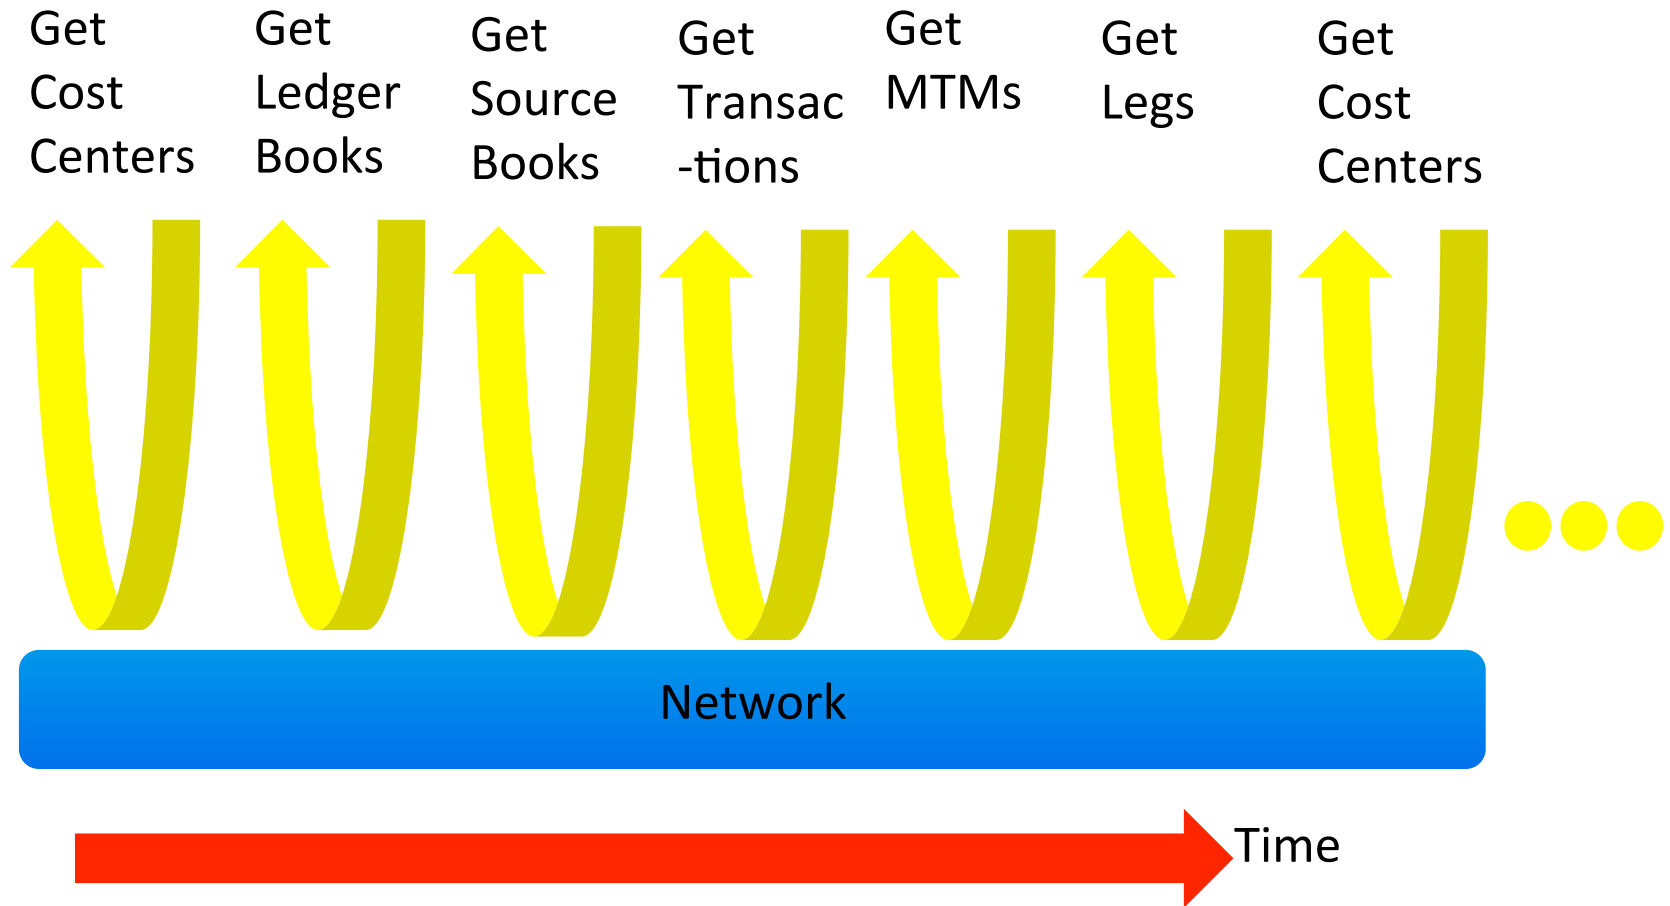 Get
Cost
Centers
Get
Ledger
Books
Get
Source
Books
Get
Transac
-tions
Get
MTMs
Get
Legs
Get
Cost
Centers
Network
Time